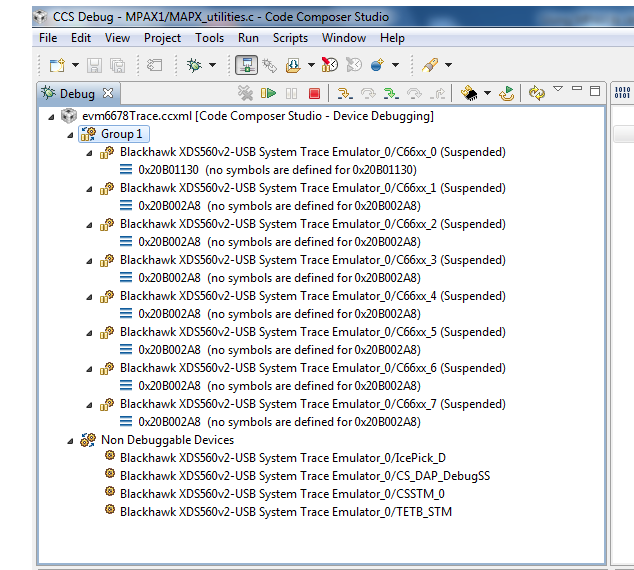 CCS Debug - MPAX1/MAPX_utilities.c - Code Composer Studio
File Edit View Project Tools Run Scripts Window Help
Debug
1010
0101
evm6678Trace.ccxml [Code Composer Studio - Device Debugging]
Group 1
Blackhawk XDS560v2-USB System Trace Emulator_0/C66xx_0 (Suspended)
0x20B01130 (no symbols are defined for 0x20B01130)
Blackhawk XDS560v2-USB System Trace Emulator_0/C66xx_1 (Suspended)
0x20B002A8 (no symbols are defined for 0x20B002A8)
Blackhawk XDS560v2-USB System Trace Emulator_0/C66xx_2 (Suspended)
0x20B002A8 (no symbols are defined for 0x20B002A8)
Blackhawk XDS560v2-USB System Trace Emulator_0/C66xx_3 (Suspended)
0x20B002A8 (no symbols are defined for 0x20B002A8)
Blackhawk XDS560v2-USB System Trace Emulator_0/C66xx_4 (Suspended)
0x20B002A8 (no symbols are defined for 0x20B002A8)
Blackhawk XDS560v2-USB System Trace Emulator_0/C66xx_5 (Suspended)
0x20B002A8 (no symbols are defined for 0x20B002A8)
Blackhawk XDS560v2-USB System Trace Emulator_0/C66xx_6 (Suspended)
0x20B002A8 (no symbols are defined for 0x20B002A8)
Blackhawk XDS560v2-USB System Trace Emulator_0/C66xx_7 (Suspended)
0x20B002A8 (no symbols are defined for 0x20B002A8)
Non Debuggable Devices
Blackhawk XDS560v2-USB System Trace Emulator_0/IcePick_D
Blackhawk XDS560v2-USB System Trace Emulator_0/CS_DAP_DebugSS
Blackhawk XDS560v2-USB System Trace Emulator_0/CSSTM_0
Blackhawk XDS560v2-USB System Trace Emulator_0/TETB_STM